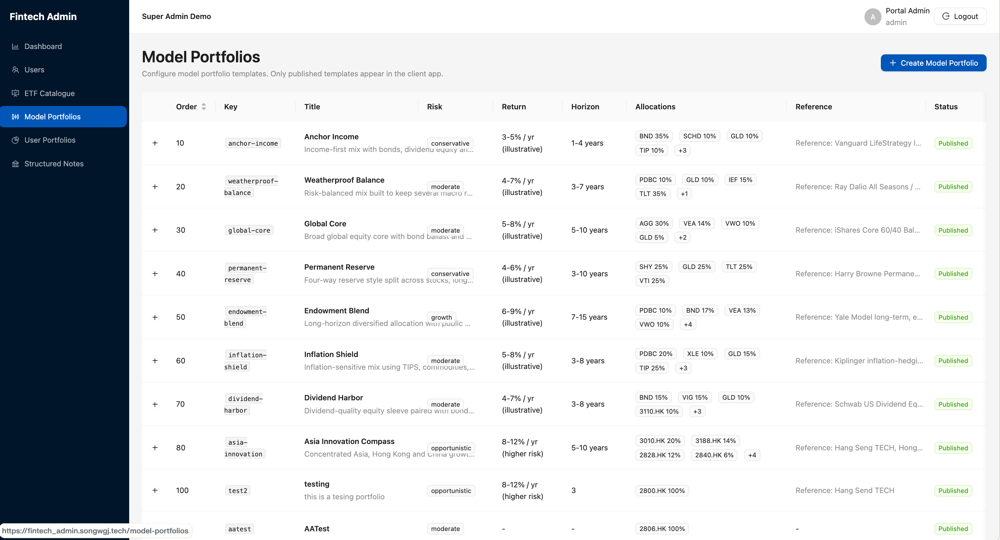 Fintech Admin
Dashboard
Users
ETF Catalogue
Model Portfolios
User Portfolios
Structured Notes
Super Admin Demo
A
Portal Admin
admin
Logout
Model Portfolios
Configure model portfolio templates. Only published templates appear in the client app.
+ Create Model Portfolio
Order Key Title Risk Return Horizon Allocations Reference Status
+ 10 anchor-income
Anchor Income
Income-first mix with bonds, dividend equity an...
conservative
3-5% / yr
(illustrative)
1-4 years
BND 35% SCHD 10% GLD 10%
TIP 10% +3
Reference: Vanguard LifeStrategy I...
Published
+ 20
weatherproof-
balance
Weatherproof Balance
Risk-balanced mix built to keep several macro r...
moderate
4-7% / yr
(illustrative)
3-7 years
PDBC 10% GLD 10% IEF 15%
TLT 35% +1
Reference: Ray Dalio All Seasons / ...
Published
+ 30 global-core
Global Core
Broad global equity core with bond ballast and ...
moderate
5-8% / yr
(illustrative)
5-10 years
AGG 30% VEA 14% VWO 10%
GLD 5% +2
Reference: iShares Core 60/40 Bal...
Published
+ 40
permanent-
reserve
Permanent Reserve
Four-way reserve style split across stocks, long...
conservative
4-6% / yr
(illustrative)
3-10 years
SHY 25% GLD 25% TLT 25%
VTI 25%
Reference: Harry Browne Permane...
Published
+ 50
endowment-
blend
Endowment Blend
Long-horizon diversified allocation with public ...
growth
6-9% / yr
(illustrative)
7-15 years
PDBC 10% BND 17% VEA 13%
VWO 10% +4
Reference: Yale Model long-term, e...
Published
+ 60
inflation-
shield
Inflation Shield
Inflation-sensitive mix using TIPS, commodities,...
moderate
5-8% / yr
(illustrative)
3-8 years
PDBC 20% XLE 10% GLD 15%
TIP 25% +3
Reference: Kiplinger inflation-hedgi...
Published
+ 70
dividend-
harbor
Dividend Harbor
Dividend-quality equity sleeve paired with bond...
moderate
4-7% / yr
(illustrative)
3-8 years
BND 15% VIG 15% GLD 10%
3110.HK 10% +3
Reference: Schwab US Dividend Eq...
Published
+ 80
asia-
innovation
Asia Innovation Compass
Concentrated Asia, Hong Kong and China growt...
opportunistic
8-12% / yr
(higher risk)
5-10 years
3010.HK 20% 3188.HK 14%
2828.HK 12% 2840.HK 6% +4
Reference: Hang Seng TECH, Hong...
Published
+ 100 test2
testing
this is a tesing portfolio
opportunistic
8-12% / yr
(higher risk)
3
2800.HK 100%
Reference: Hang Send TECH
Published
aatest
AATest
moderate
-
-
2806.HK 100%
-
Published
https://fintech_admin.songwgj.tech/model-portfolios